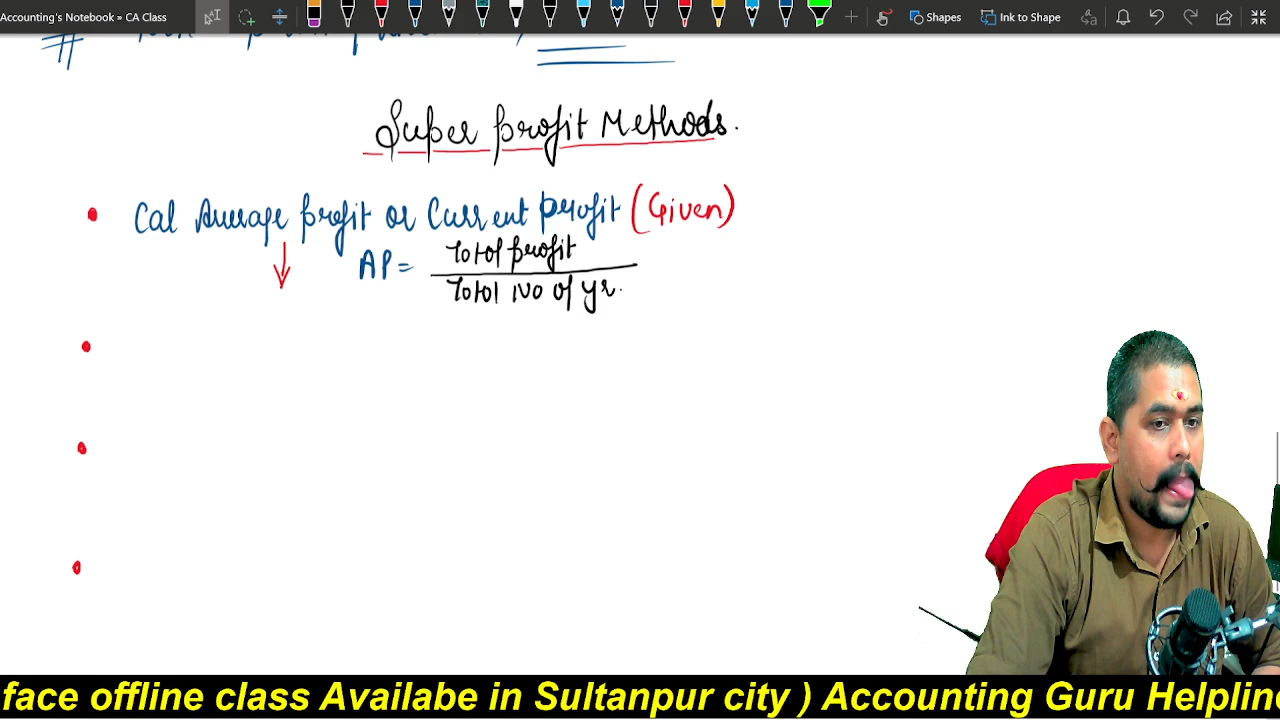 Accounting's Notebook » CA Class
Shapes
Ink to Shape
#
Super profit Methods.
• Cal Average profit or Current profit (Given)
AP = Total profit
Total No of yr.
face offline class Availabe in Sultanpur city ) Accounting Guru Helpline